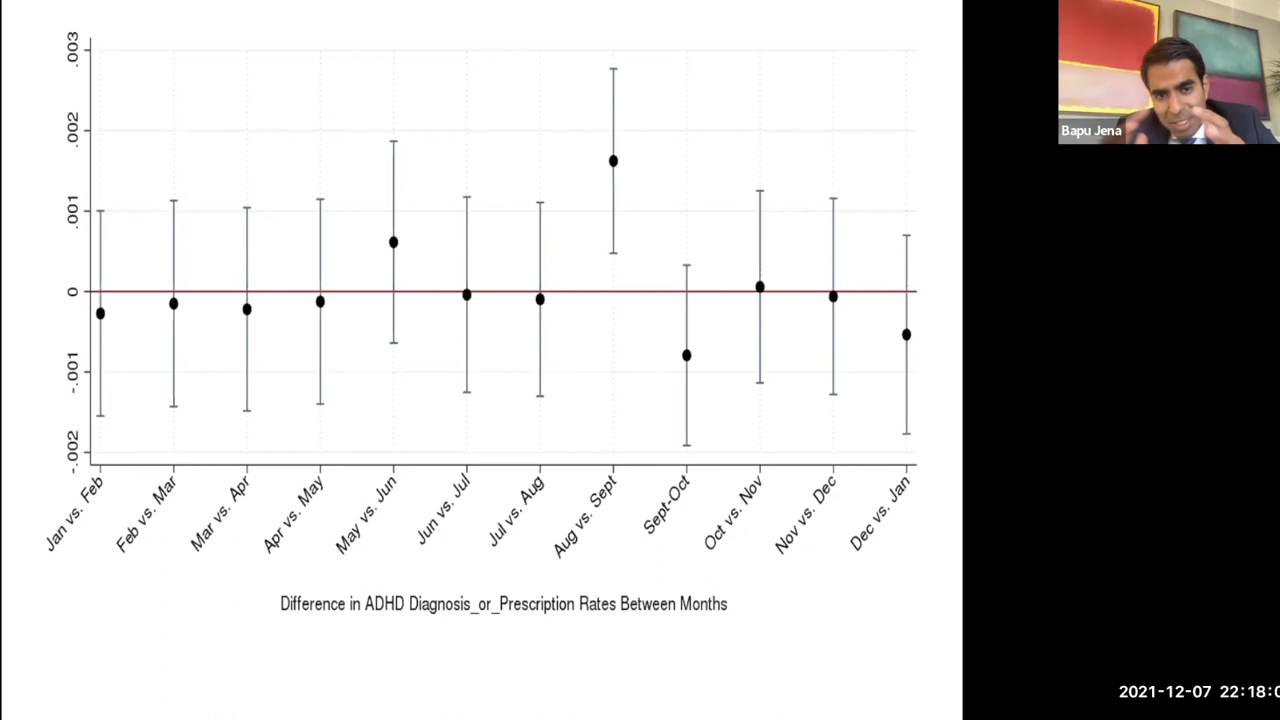 .003
.002
.001
0
-.001
-.002
Jan vs. Feb
Feb vs. Mar
Mar vs. Apr
Apr vs. May
May vs. Jun
Jun vs. Jul
Jul vs. Aug
Aug vs. Sept
Sept-Oct
Oct vs. Nov
Nov vs. Dec
Dec vs. Jan
Difference in ADHD Diagnosis_or_Prescription Rates Between Months
Bapu Jena
2021-12-07 22:18:0